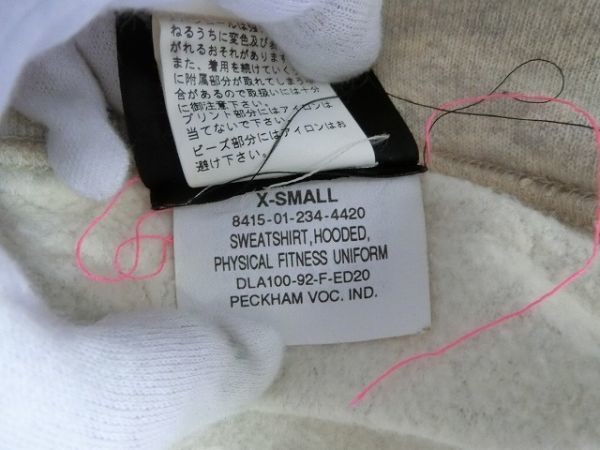 ねるうちに変色及び
がれるおそれがあります
また、着用を続けていく
に附属部分が取れてしまう
合があるので取扱いには十分
に御注意下さい。
プリント部分にはアイロンは
当てないで下さい。
ビーズ部分にはアイロンはお
避け下さい。
X-SMALL
8415-01-234-4420
SWEATSHIRT, HOODED,
PHYSICAL FITNESS UNIFORM
DLA100-92-F-ED20
PECKHAM VOC. IND.